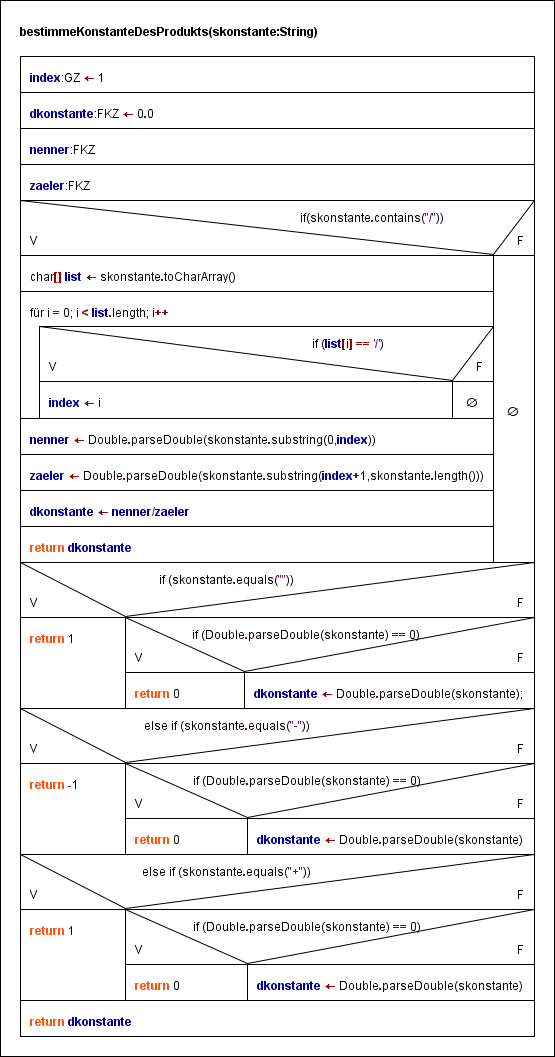 bestimmeKonstanteDesProdukts(skonstante:String)
index:GZ ← 1
dkonstante:FKZ ← 0.0
nenner:FKZ
zaeler:FKZ
if(skonstante.contains("/"))
V F
char[] list ← skonstante.toCharArray()
für i = 0; i < list.length; i++
if (list[i] == '/')
V F
index ← i ∅
∅
nenner ← Double.parseDouble(skonstante.substring(0,index))
zaeler ← Double.parseDouble(skonstante.substring(index+1,skonstante.length()))
dkonstante ← nenner/zaeler
return dkonstante
if (skonstante.equals(""))
V F
return 1 if (Double.parseDouble(skonstante) == 0)
V F
return 0 dkonstante ← Double.parseDouble(skonstante);
else if (skonstante.equals("-"))
V F
return -1 if (Double.parseDouble(skonstante) == 0)
V F
return 0 dkonstante ← Double.parseDouble(skonstante)
else if (skonstante.equals("+"))
V F
return 1 if (Double.parseDouble(skonstante) == 0)
V F
return 0 dkonstante ← Double.parseDouble(skonstante)
return dkonstante